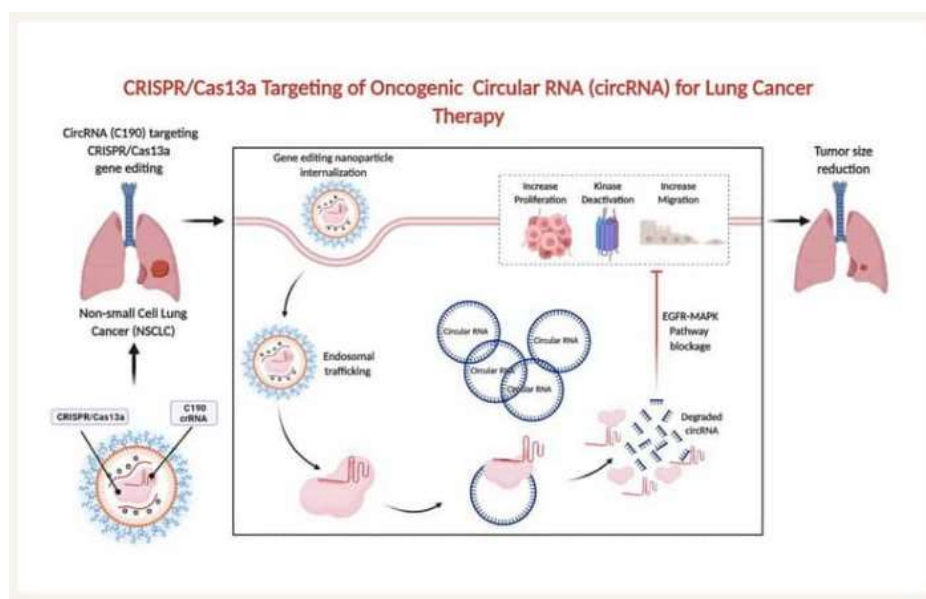 CRISPR/Cas13a Targeting of Oncogenic Circular RNA (circRNA) for Lung Cancer
Therapy
CircRNA (C190) targeting
CRISPR/Cas13a
gene editing
Non-small Cell Lung
Cancer (NSCLC)
CRISPR/Cas13a
C190
crRNA
Gene editing nanoparticle
internalization
Endosomal
trafficking
Circular RNA
Circular RNA
Circular RNA
Circular RNA
Increase
Proliferation
Kinase
Deactivation
Increase
Migration
EGFR-MAPK
Pathway
blockage
Degraded
circRNA
Tumor size
reduction